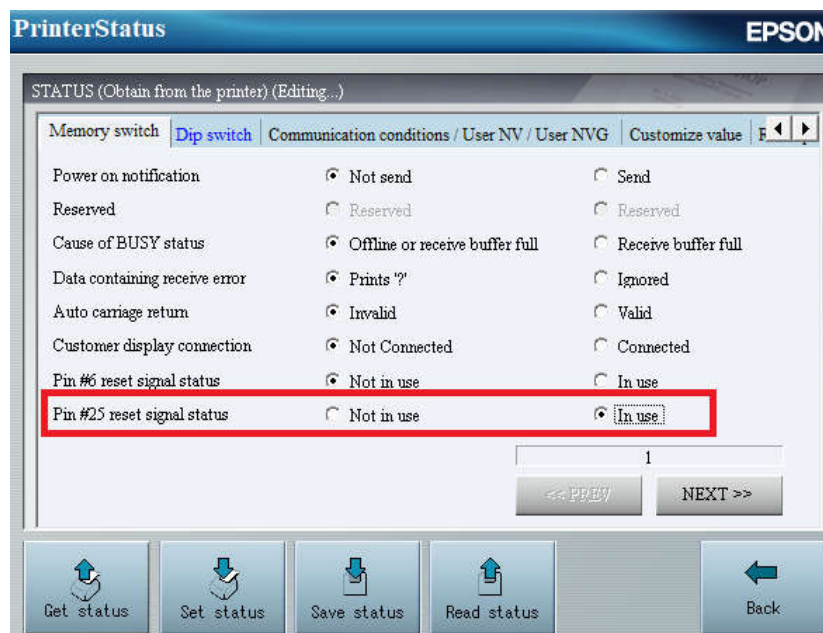 PrinterStatus
EPSON
STATUS (Obtain from the printer) (Editing...)
Memory switch Dip switch Communication conditions / User NV / User NVG Customize value
Power on notification Not send Send
Reserved Reserved Reserved
Cause of BUSY status Offline or receive buffer full Receive buffer full
Data containing receive error Prints '?' Ignored
Auto carriage return Invalid Valid
Customer display connection Not Connected Connected
Pin #6 reset signal status Not in use In use
Pin #25 reset signal status Not in use In use
1
<< PREV NEXT >>
Get status Set status Save status Read status Back